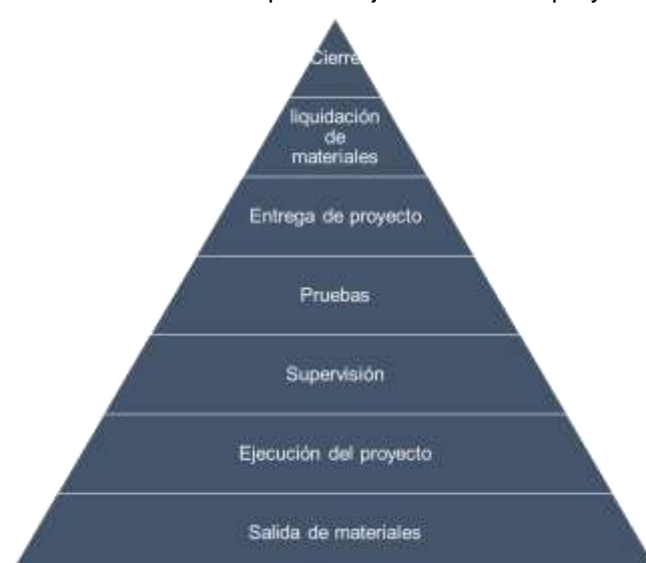 Cierre
liquidación
de
materiales
Entrega de proyecto
Pruebas
Supervisión
Ejecución del proyecto
Salida de materiales